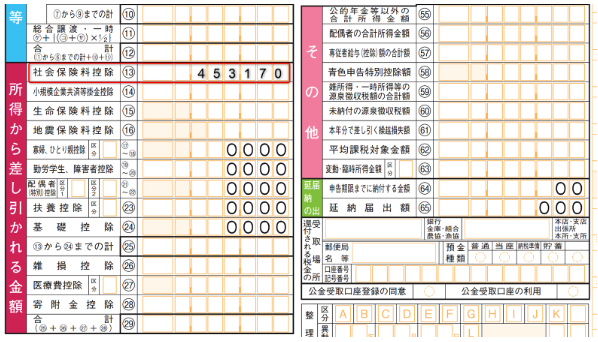 等
⑦から⑨までの計 ⑩
総合譲渡・一時
㋘+{(㋙+㋚)×½} ⑪
合計
(①から⑥までの計+⑩+⑪) ⑫
所得から差し引かれる金額
社会保険料控除 ⑬ 453170
小規模企業共済等掛金控除 ⑭
生命保険料控除 ⑮
地震保険料控除 ⑯
寡婦、ひとり親控除 区分 ⑰~⑱ 0000
勤労学生、障害者控除 ⑲~⑳ 0000
配偶者(特別)控除 区分1 区分2 ㉑~㉒ 0000
扶養控除 区分 ㉓ 0000
基礎控除 ㉔ 0000
⑬から㉔までの計 ㉕
雑損控除 ㉖
医療費控除 区分 ㉗
寄附金控除 ㉘
合計
(㉕+㉖+㉗+㉘) ㉙
その他
公的年金等以外の合計所得金額 55
配偶者の合計所得金額 56
専従者給与(控除)額の合計額 57
青色申告特別控除額 58
雑所得・一時所得等の源泉徴収税額の合計額 59
未納付の源泉徴収税額 60
本年分で差し引く繰越損失額 61
平均課税対象金額 62
変動・臨時所得金額 区分 63
延納の届出
申告期限までに納付する金額 64 00
延納届出額 65 000
還付される税金の受取場所
銀行
金庫・組合
農協・漁協
本店・支店
出張所
本所・支所
郵便局名等
預金種類 普通 当座 納税準備 貯蓄
口座番号
記号番号
公金受取口座登録の同意 公金受取口座の利用
整理
区分 A B C D E F G H I J K
異動
L